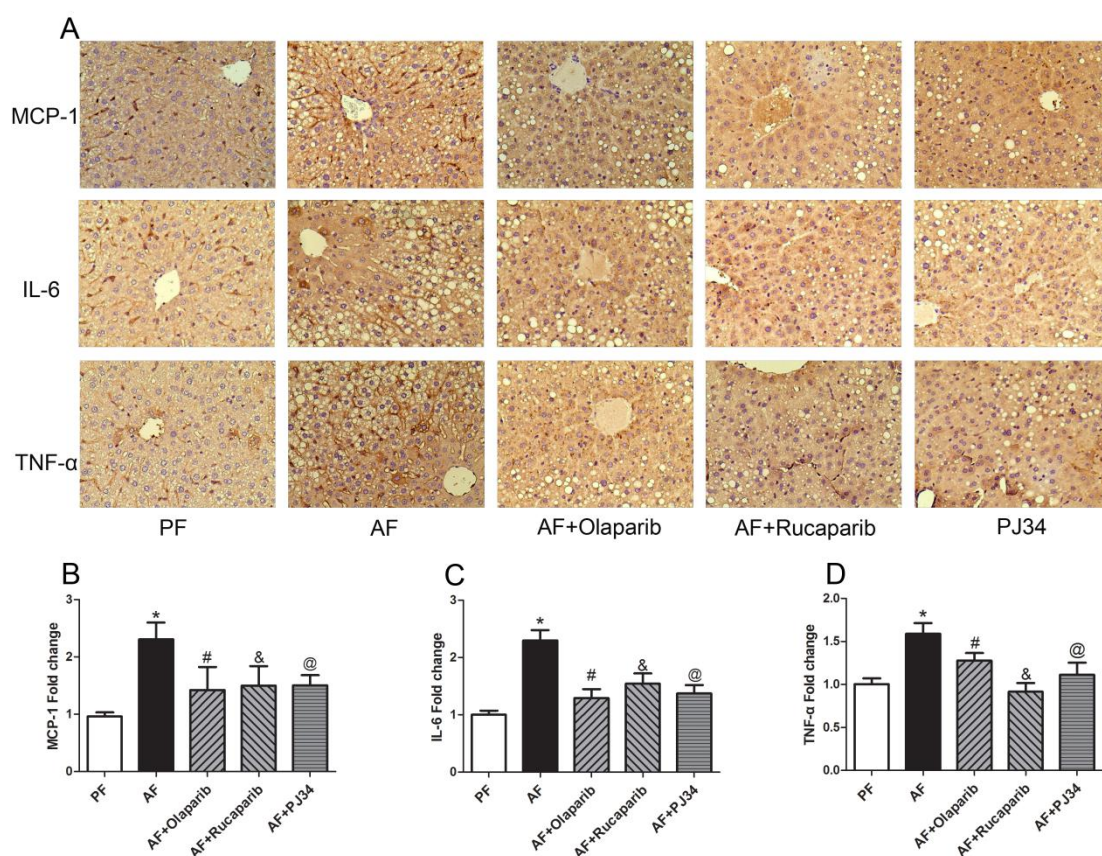 A
MCP-1
IL-6
TNF-α
PF AF AF+Olaparib AF+Rucaparib PJ34
B
MCP-1 Fold change
3
2
1
0
*
#
&
@
PF AF AF+Olaparib AF+Rucaparib AF+PJ34
C
IL-6 Fold change
3
2
1
0
*
#
&
@
PF AF AF+Olaparib AF+Rucaparib AF+PJ34
D
TNF-α Fold change
2.0
1.5
1.0
0.5
0.0
*
#
&
@
PF AF AF+Olaparib AF+Rucaparib AF+PJ34